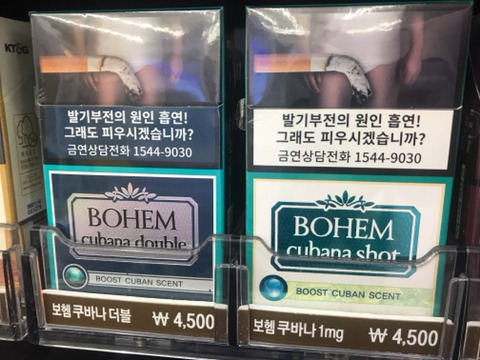 KT&G
발기부전의 원인 흡연!
그래도 피우시겠습니까?
금연상담전화 1544-9030
BOHEM
cubana double
BOOST CUBAN SCENT
보헴 쿠바나 더블 ₩ 4,500
발기부전의 원인 흡연!
그래도 피우시겠습니까?
금연상담전화 1544-9030
BOHEM
cubana shot
BOOST CUBAN SCENT
보헴 쿠바나 1mg ₩ 4,500